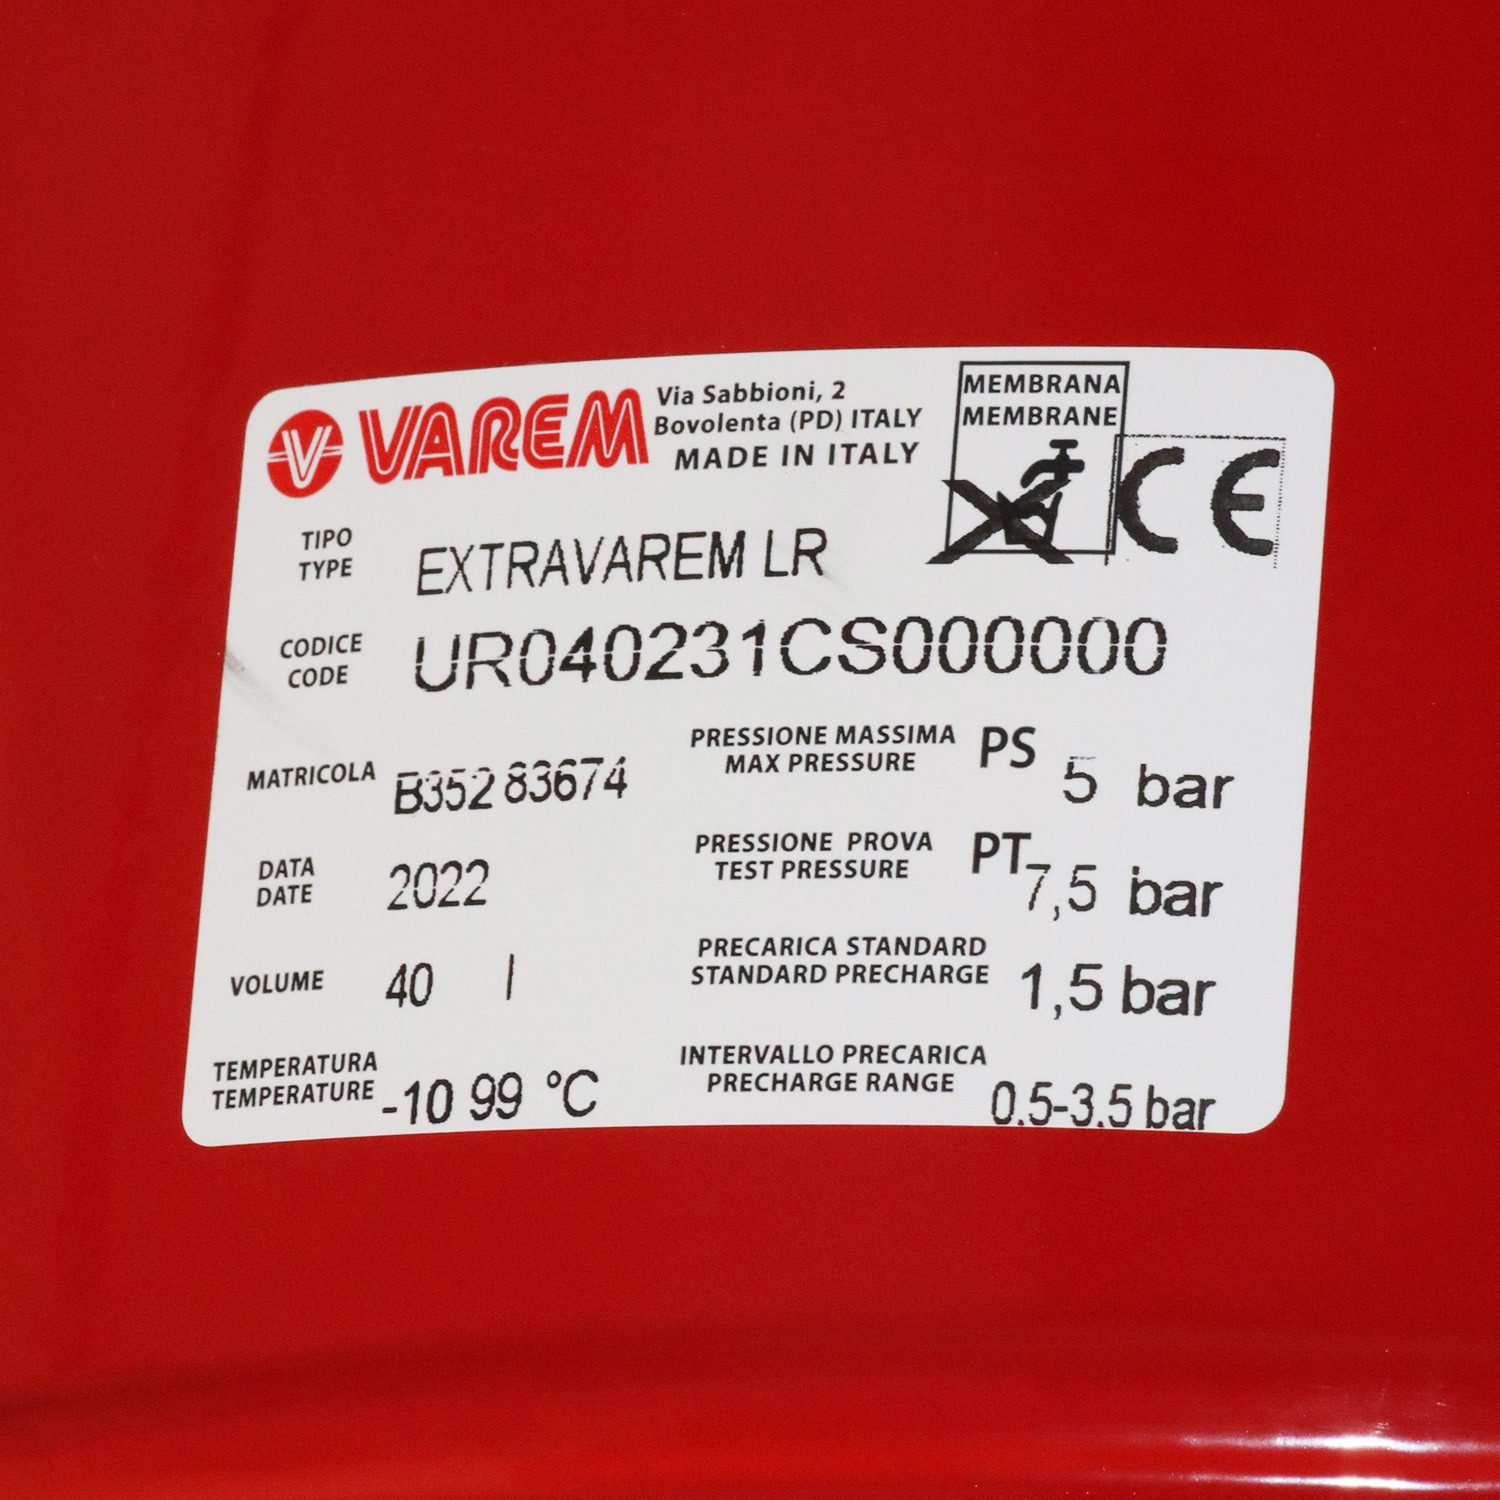 V VAREM
Via Sabbioni, 2
Bovolenta (PD) ITALY
MADE IN ITALY
MEMBRANA
MEMBRANE
CE
TIPO
TYPE
EXTRAVAREM LR
CODICE
CODE
UR040231CS000000
MATRICOLA B352 83674
PRESSIONE MASSIMA
MAX PRESSURE
PS 5 bar
DATA
DATE
2022
PRESSIONE PROVA
TEST PRESSURE
PT 7,5 bar
VOLUME 40 l
PRECARICA STANDARD
STANDARD PRECHARGE
1,5 bar
TEMPERATURA
TEMPERATURE
-10 99 °C
INTERVALLO PRECARICA
PRECHARGE RANGE
0.5-3.5 bar